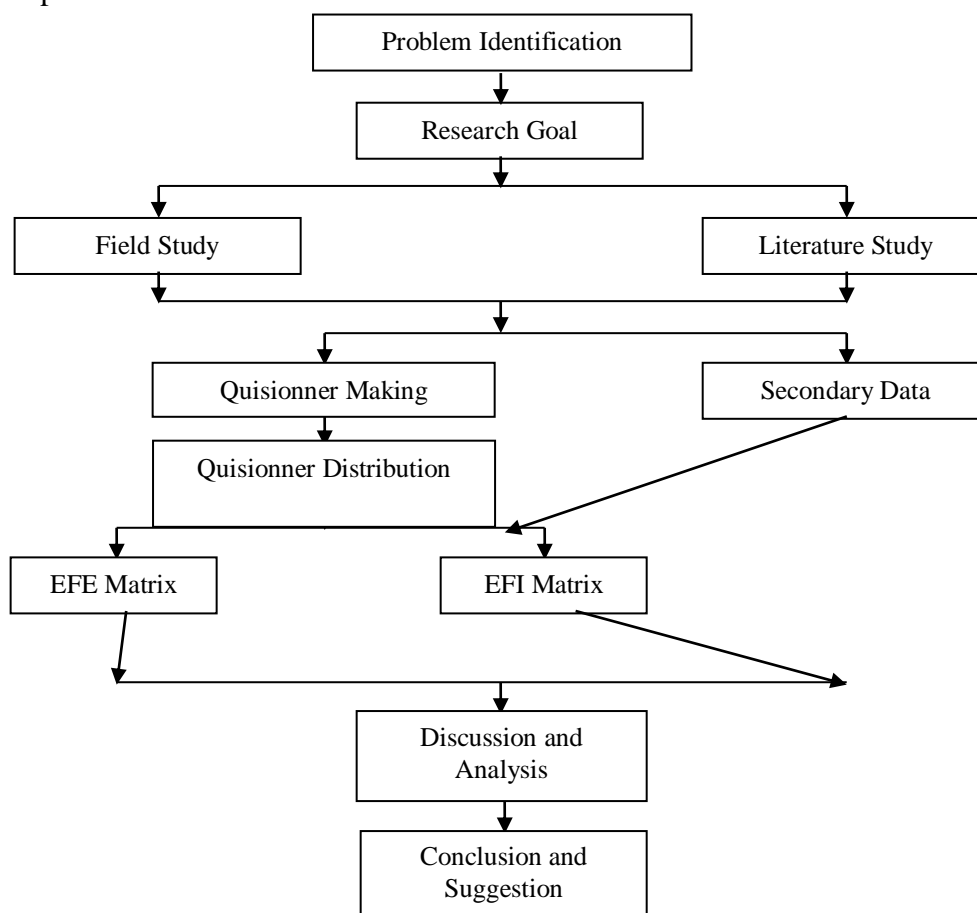 Problem Identification
Research Goal
Field Study
Literature Study
Quisionner Making
Secondary Data
Quisionner Distribution
EFE Matrix
EFI Matrix
Discussion and
Analysis
Conclusion and
Suggestion